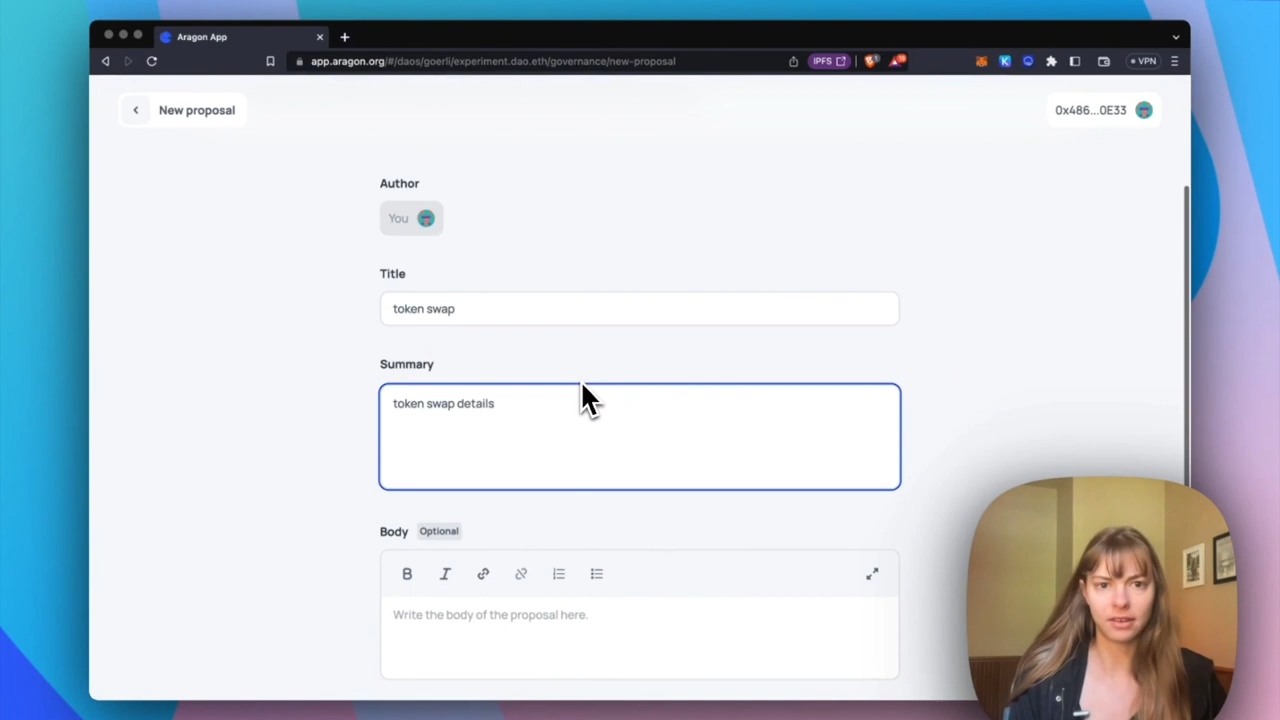 Aragon App
app.aragon.org/#/daos/goerli/experiment.dao.eth/governance/new-proposal
IPFS
VPN
New proposal
0x486...0E33
Author
You
Title
token swap
Summary
token swap details
Body Optional
Write the body of the proposal here.